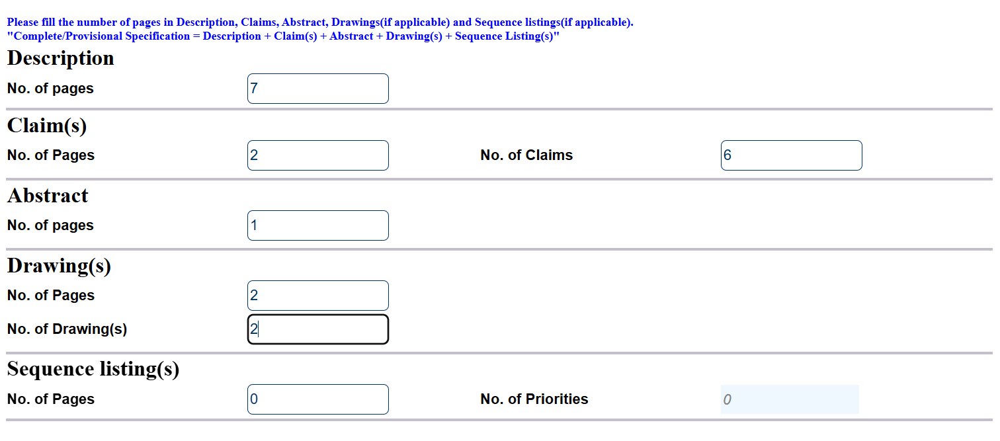 Please fill the number of pages in Description, Claims, Abstract, Drawings(if applicable) and Sequence listings(if applicable).
"Complete/Provisional Specification = Description + Claim(s) + Abstract + Drawing(s) + Sequence Listing(s)"
Description
No. of pages 7
Claim(s)
No. of Pages 2 No. of Claims 6
Abstract
No. of pages 1
Drawing(s)
No. of Pages 2
No. of Drawing(s) 2
Sequence listing(s)
No. of Pages 0 No. of Priorities 0